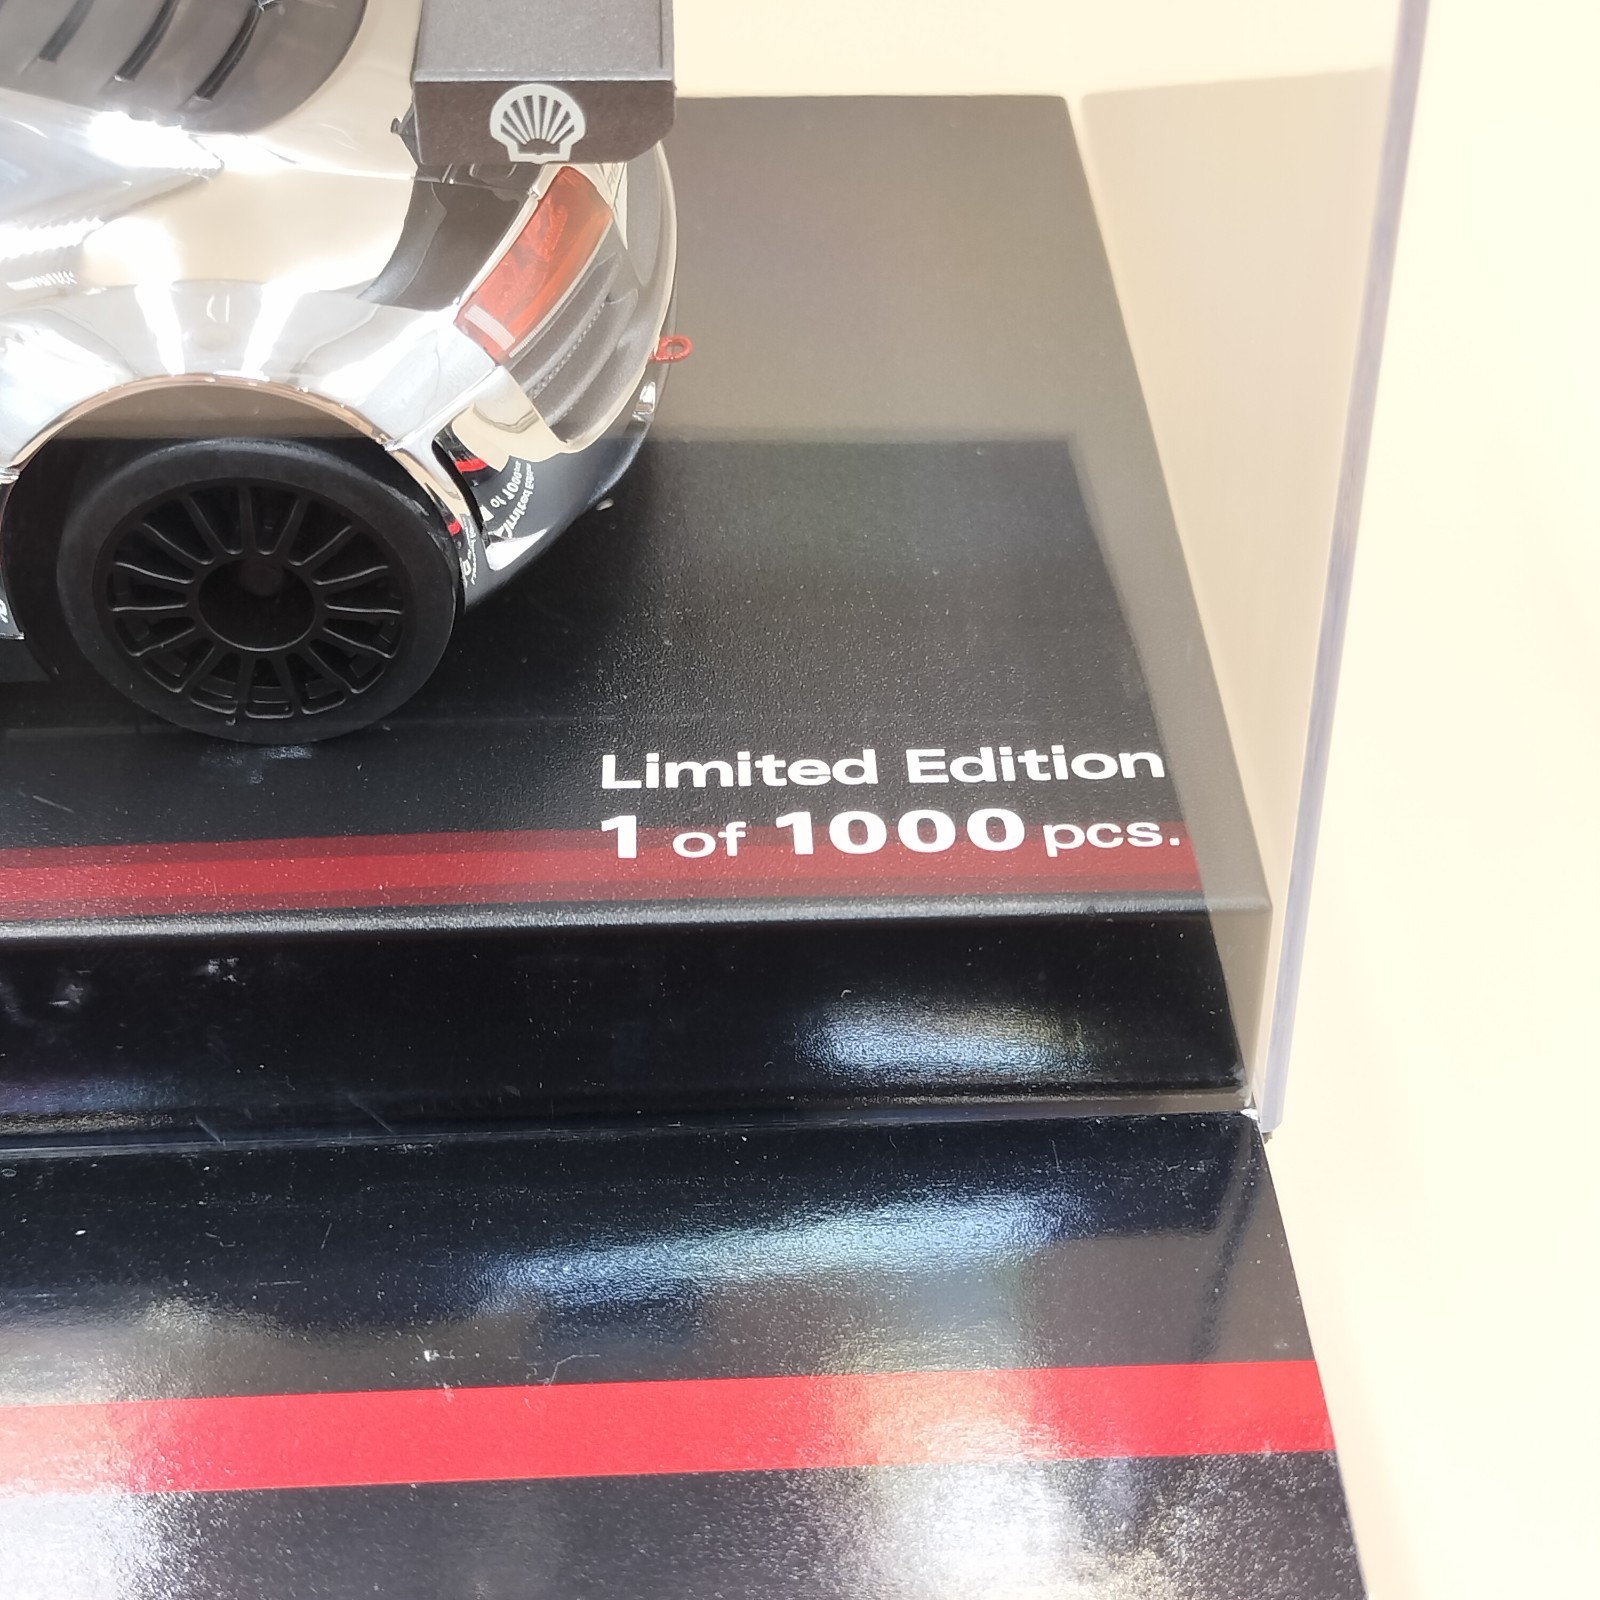 Limited Edition
1 of 1000 pcs.